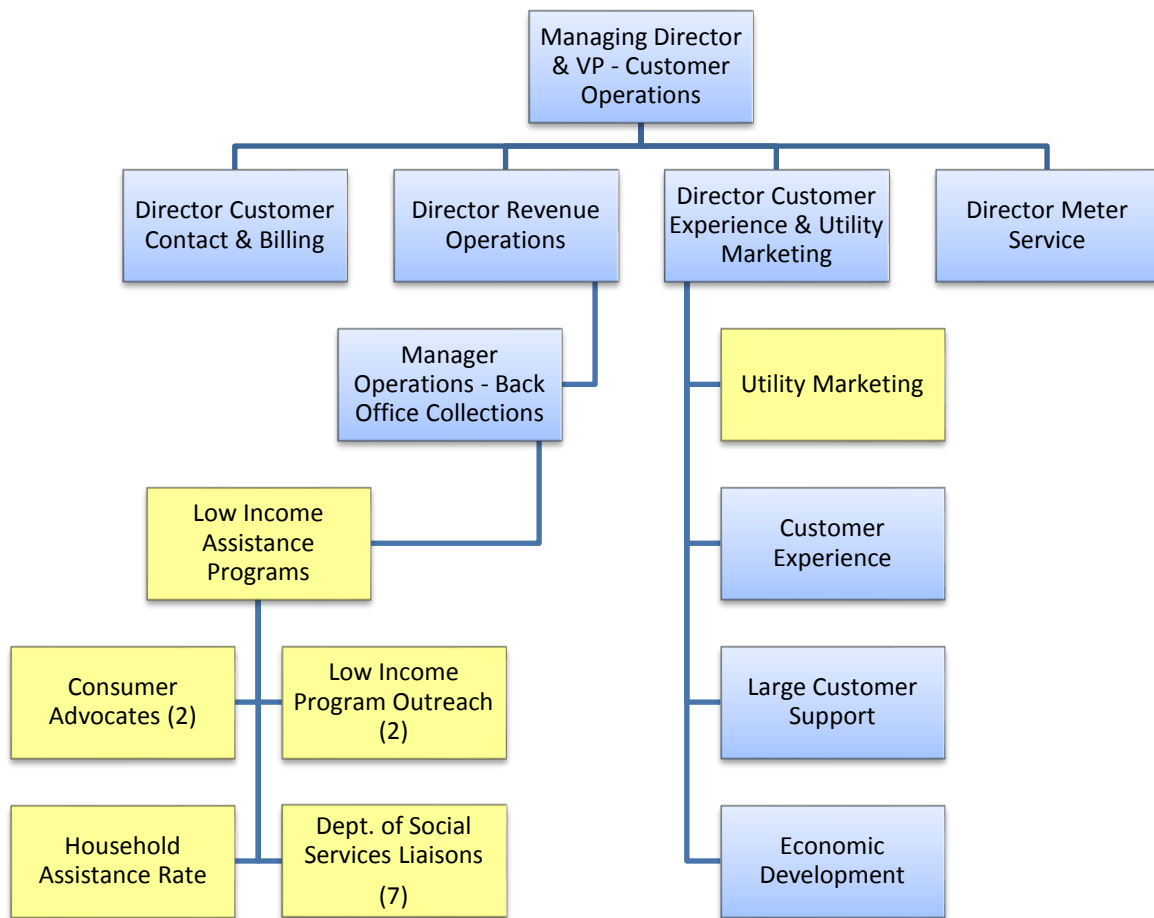 Managing Director
& VP - Customer
Operations
Director Customer
Contact & Billing
Director Revenue
Operations
Director Customer
Experience & Utility
Marketing
Director Meter
Service
Manager
Operations - Back
Office Collections
Utility Marketing
Low Income
Assistance
Programs
Customer
Experience
Consumer
Advocates (2)
Low Income
Program Outreach
(2)
Large Customer
Support
Household
Assistance Rate
Dept. of Social
Services Liaisons
(7)
Economic
Development